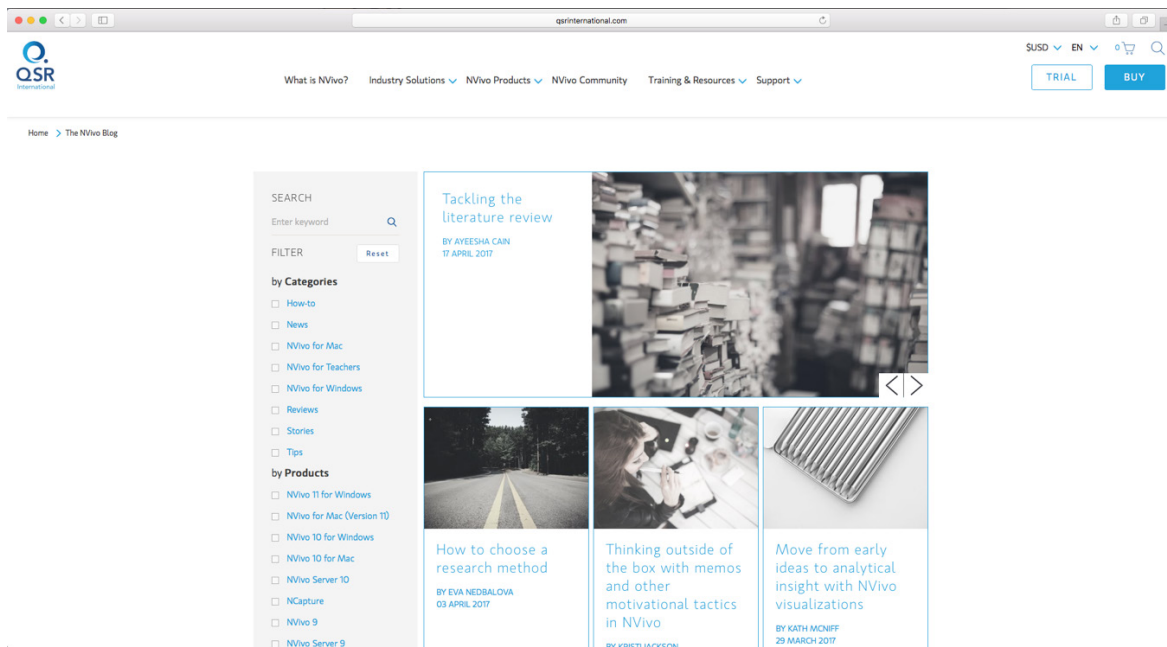 qsrinternational.com
$USD EN 0
QSR
International
What is NVivo? Industry Solutions NVivo Products NVivo Community Training & Resources Support
TRIAL BUY
Home The NVivo Blog
SEARCH
Enter keyword
FILTER Reset
by Categories
How-to
News
NVivo for Mac
NVivo for Teachers
NVivo for Windows
Reviews
Stories
Tips
by Products
NVivo 11 for Windows
NVivo for Mac (Version 11)
NVivo 10 for Windows
NVivo 10 for Mac
NVivo Server 10
NCapture
NVivo 9
NVivo Server 9
Tackling the
literature review
BY AYEESHA CAIN
17 APRIL 2017
How to choose a
research method
BY EVA NEDBALOVA
03 APRIL 2017
Thinking outside of
the box with memos
and other
motivational tactics
in NVivo
BY KRISTI JACKSON
Move from early
ideas to analytical
insight with NVivo
visualizations
BY KATH MCNIFF
29 MARCH 2017